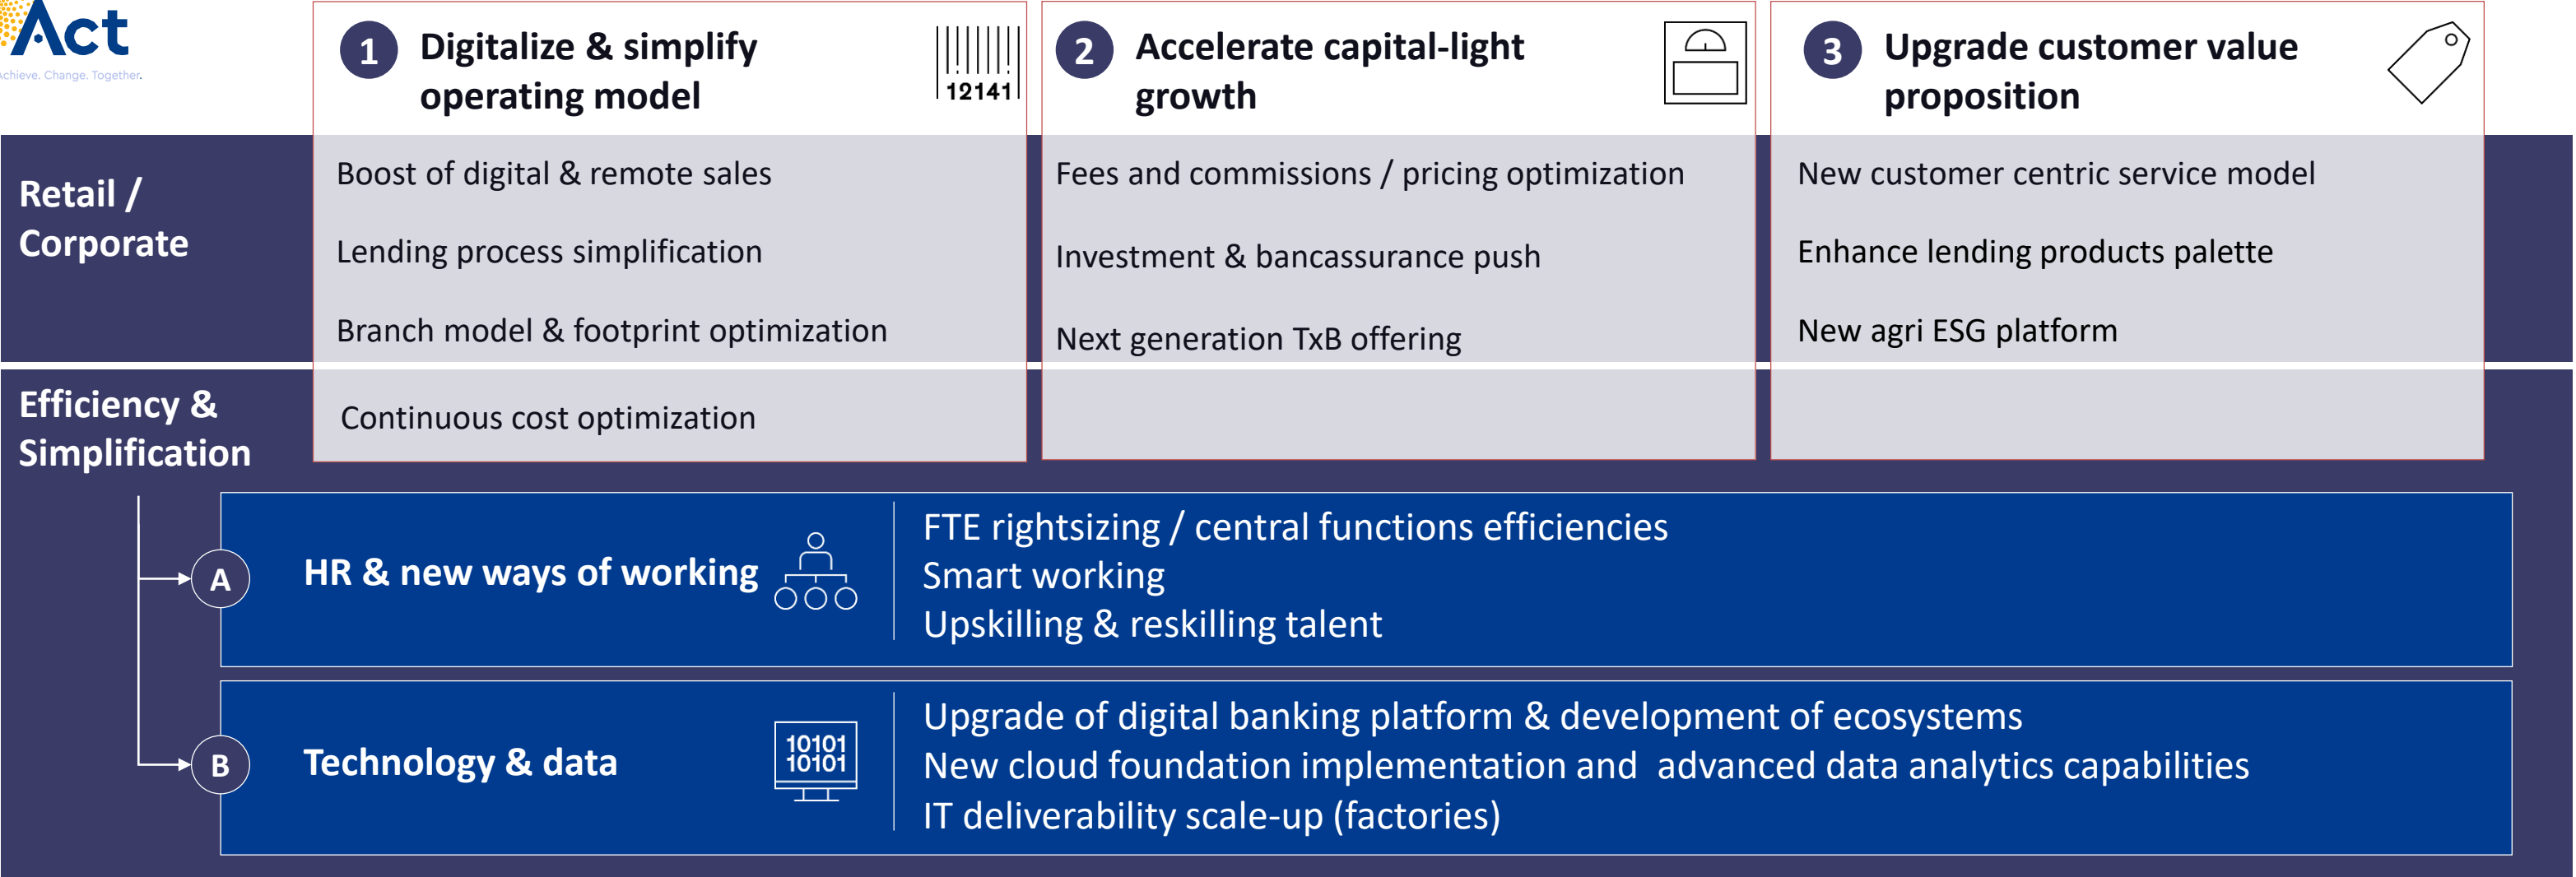 Act
Achieve. Change. Together.
1
Digitalize & simplify
operating model
12141
2
Accelerate capital-light
growth
3
Upgrade customer value
proposition
Retail /
Corporate
Boost of digital & remote sales
Lending process simplification
Branch model & footprint optimization
Fees and commissions / pricing optimization
Investment & bancassurance push
Next generation TxB offering
New customer centric service model
Enhance lending products palette
New agri ESG platform
Efficiency &
Simplification
Continuous cost optimization
A
HR & new ways of working
FTE rightsizing / central functions efficiencies
Smart working
Upskilling & reskilling talent
B
Technology & data
10101
10101
Upgrade of digital banking platform & development of ecosystems
New cloud foundation implementation and  advanced data analytics capabilities
IT deliverability scale-up (factories)